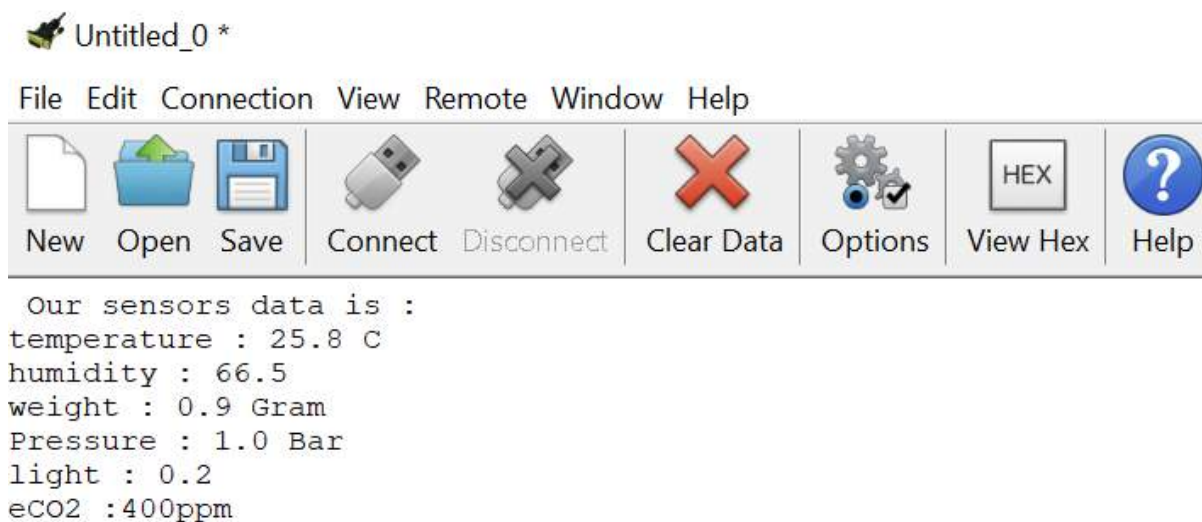 Untitled_0 *
File Edit Connection View Remote Window Help
HEX
New Open Save Connect Disconnect Clear Data Options View Hex Help
Our sensors data is :
temperature : 25.8 C
humidity : 66.5
weight : 0.9 Gram
Pressure : 1.0 Bar
light : 0.2
eCO2 :400ppm